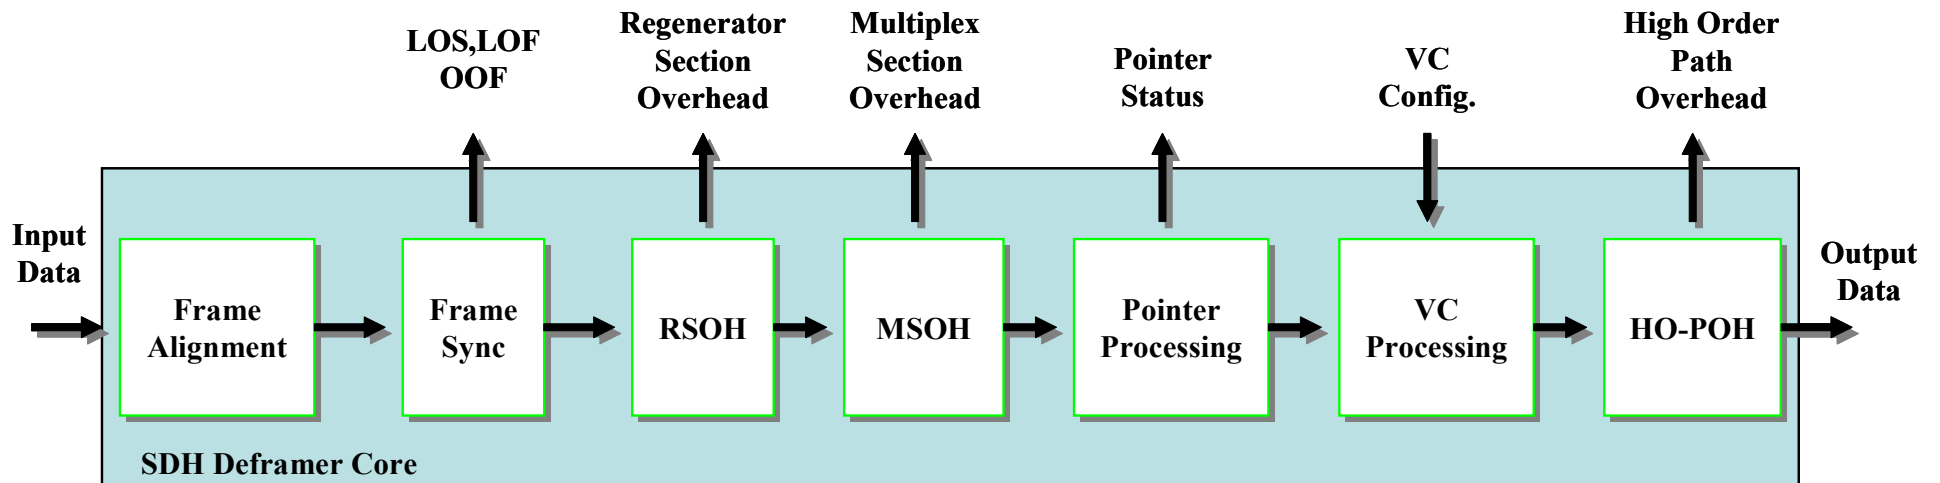 LOS,LOF
OOF
Regenerator
Section
Overhead
Multiplex
Section
Overhead
Pointer
Status
VC
Config.
High Order
Path
Overhead
Input
Data
Frame
Alignment
Frame
Sync
RSOH
MSOH
Pointer
Processing
VC
Processing
HO-POH
Output
Data
SDH Deframer Core